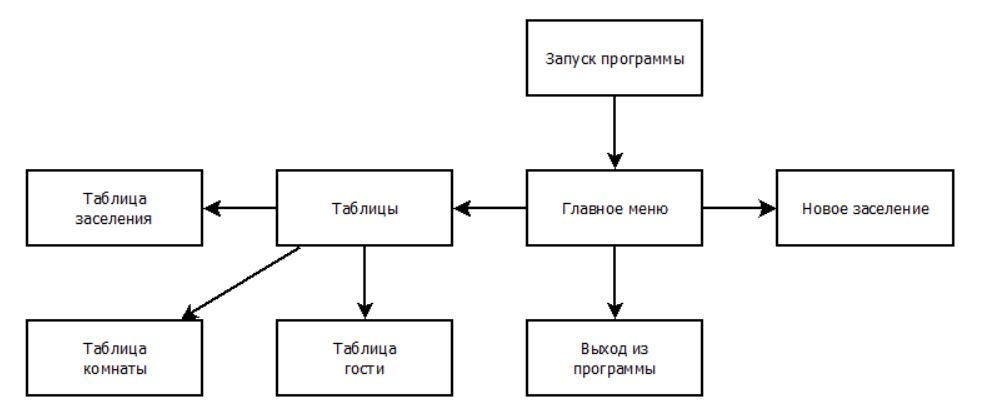 Запуск программы
Таблица
заселения
Таблицы
Главное меню
Новое заселение
Таблица
комнаты
Таблица
гости
Выход из
программы